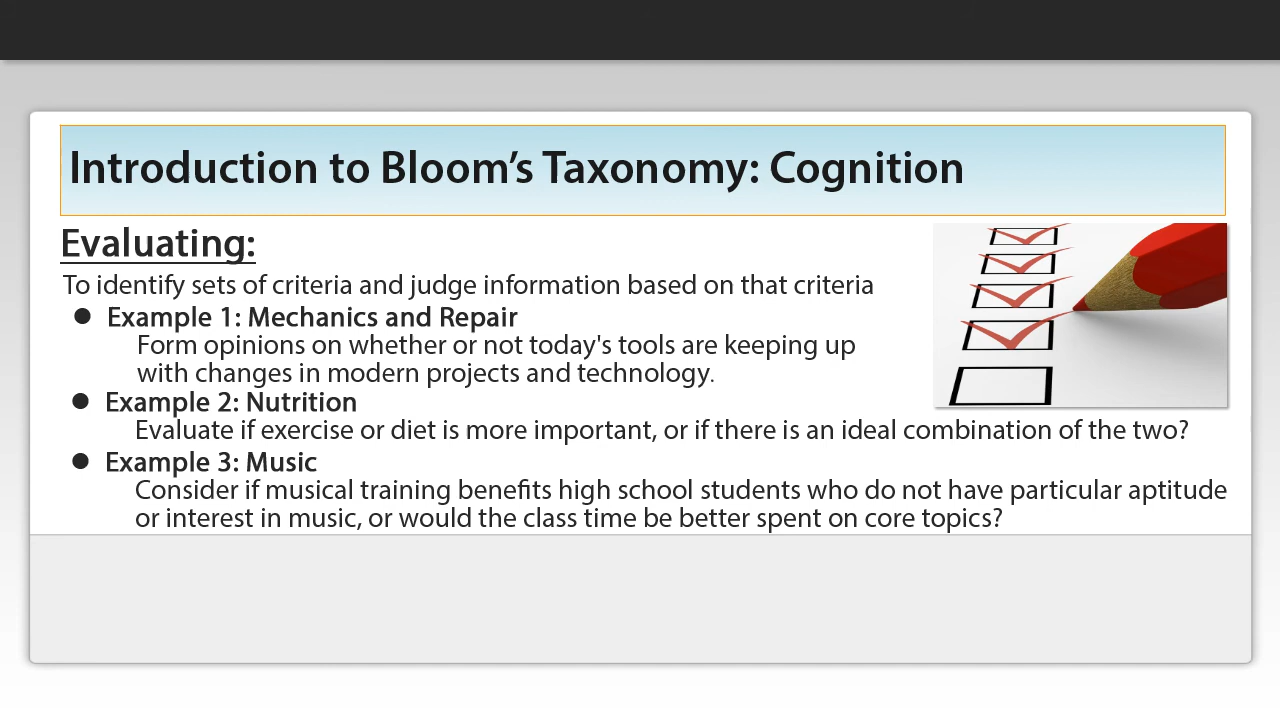 Introduction to Bloom’s Taxonomy: Cognition
Evaluating:
To identify sets of criteria and judge information based on that criteria
● Example 1: Mechanics and Repair
Form opinions on whether or not today's tools are keeping up
with changes in modern projects and technology.
● Example 2: Nutrition
Evaluate if exercise or diet is more important, or if there is an ideal combination of the two?
● Example 3: Music
Consider if musical training benefits high school students who do not have particular aptitude
or interest in music, or would the class time be better spent on core topics?